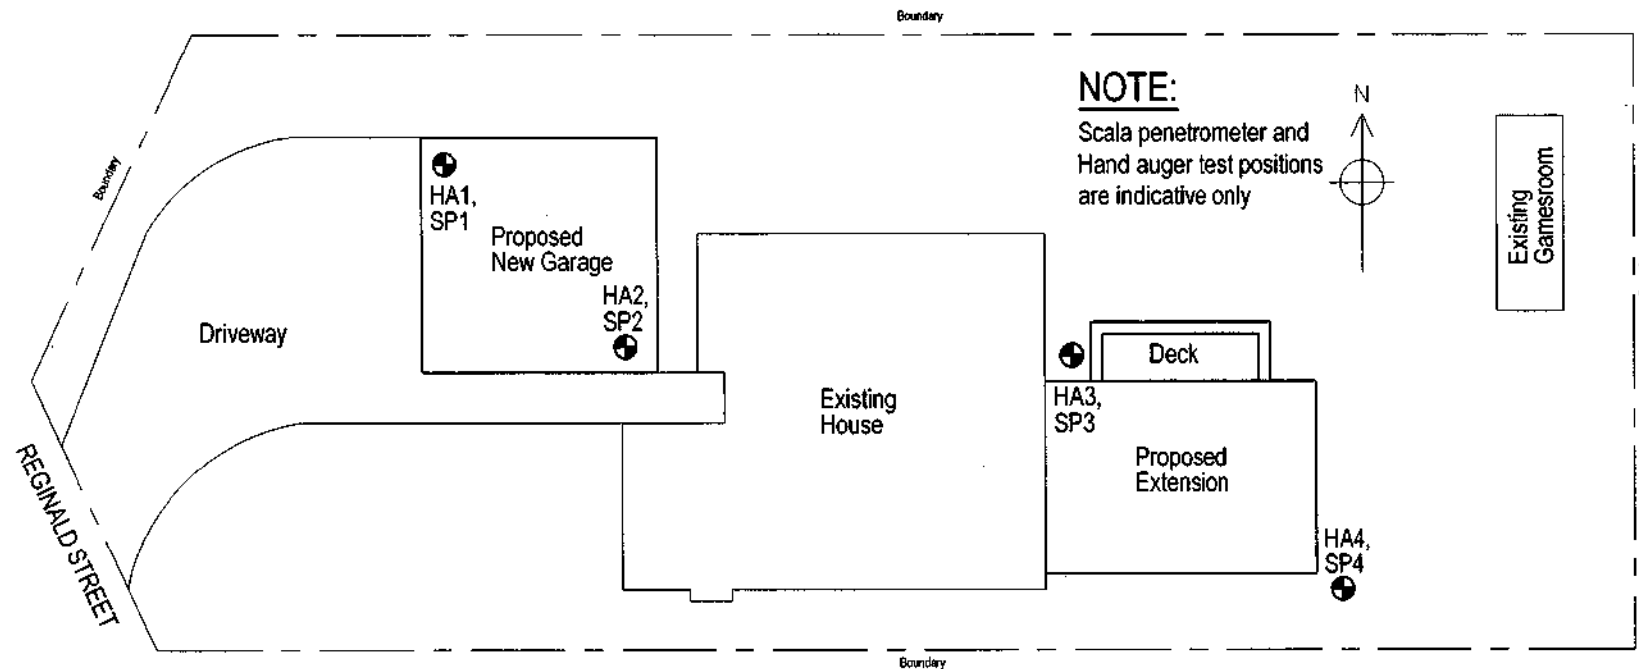 Boundary
NOTE:
Scala penetrometer and
Hand auger test positions
are indicative only
N
Existing
Gamesroom
Boundary
HA1,
SP1
Proposed
New Garage
HA2,
SP2
Driveway
Deck
Existing
House
HA3,
SP3
Proposed
Extension
REGINALD STREET
HA4,
SP4
Boundary